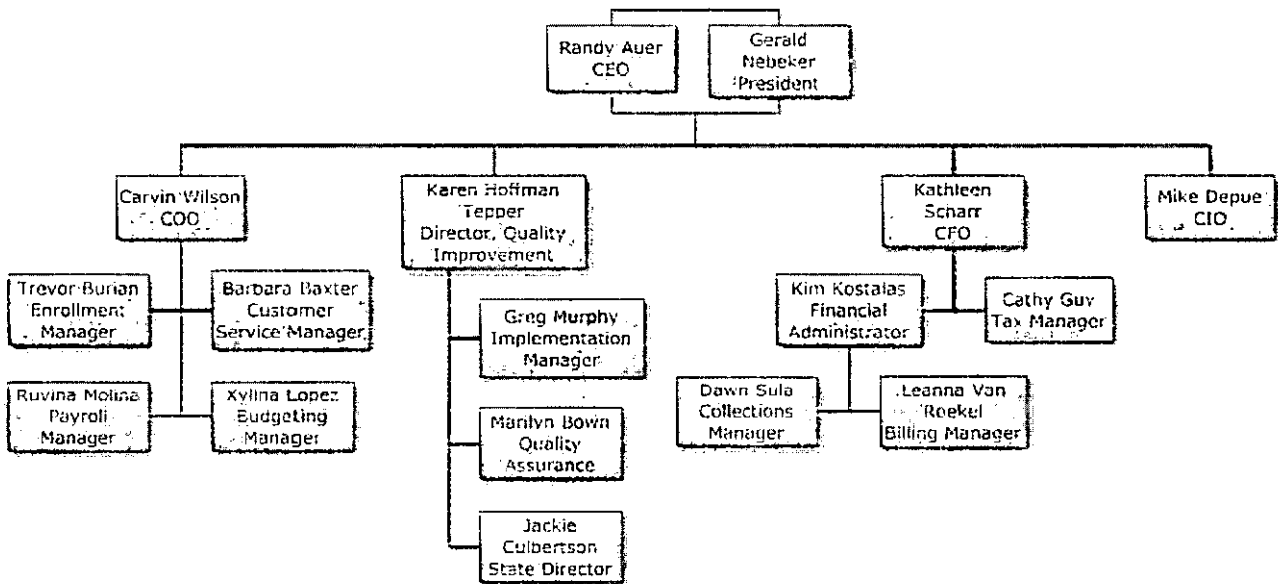 Randy Auer
CEO
Gerald
Nebeker
President
Carvin Wilson
COO
Karen Hoffman
Tepper
Director, Quality
Improvement
Kathleen
Scharr
CFO
Mike Depue
CIO
Trevor Burian
Enrollment
Manager
Barbara Baxter
Customer
Service Manager
Ruvina Molina
Payroll
Manager
Xylina Lopez
Budgeting
Manager
Greg Murphy
Implementation
Manager
Marilyn Bown
Quality
Assurance
Jackie
Culbertson
State Director
Kim Kostalas
Financial
Administrator
Cathy Guy
Tax Manager
Dawn Sula
Collections
Manager
Leanna Van
Roekel
Billing Manager